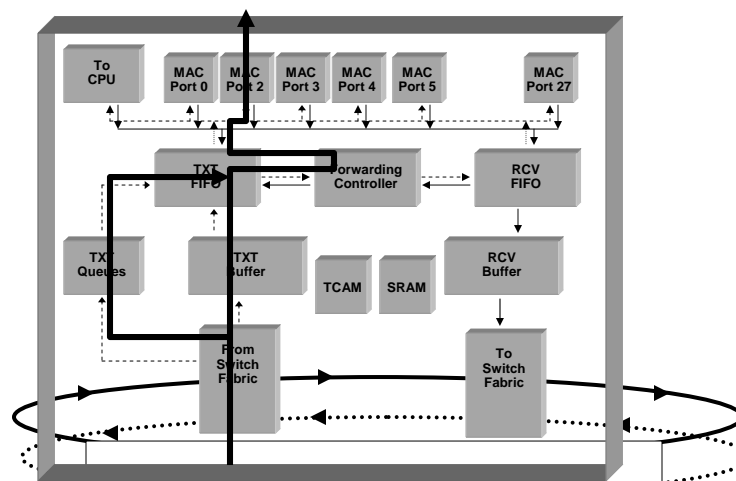 To
CPU
MAC
Port 0
MAC
Port 2
MAC
Port 3
MAC
Port 4
MAC
Port 5
MAC
Port 27
TXT
FIFO
Forwarding
Controller
RCV
FIFO
TXT
Queues
TXT
Buffer
TCAM
SRAM
RCV
Buffer
From
Switch
Fabric
To
Switch
Fabric